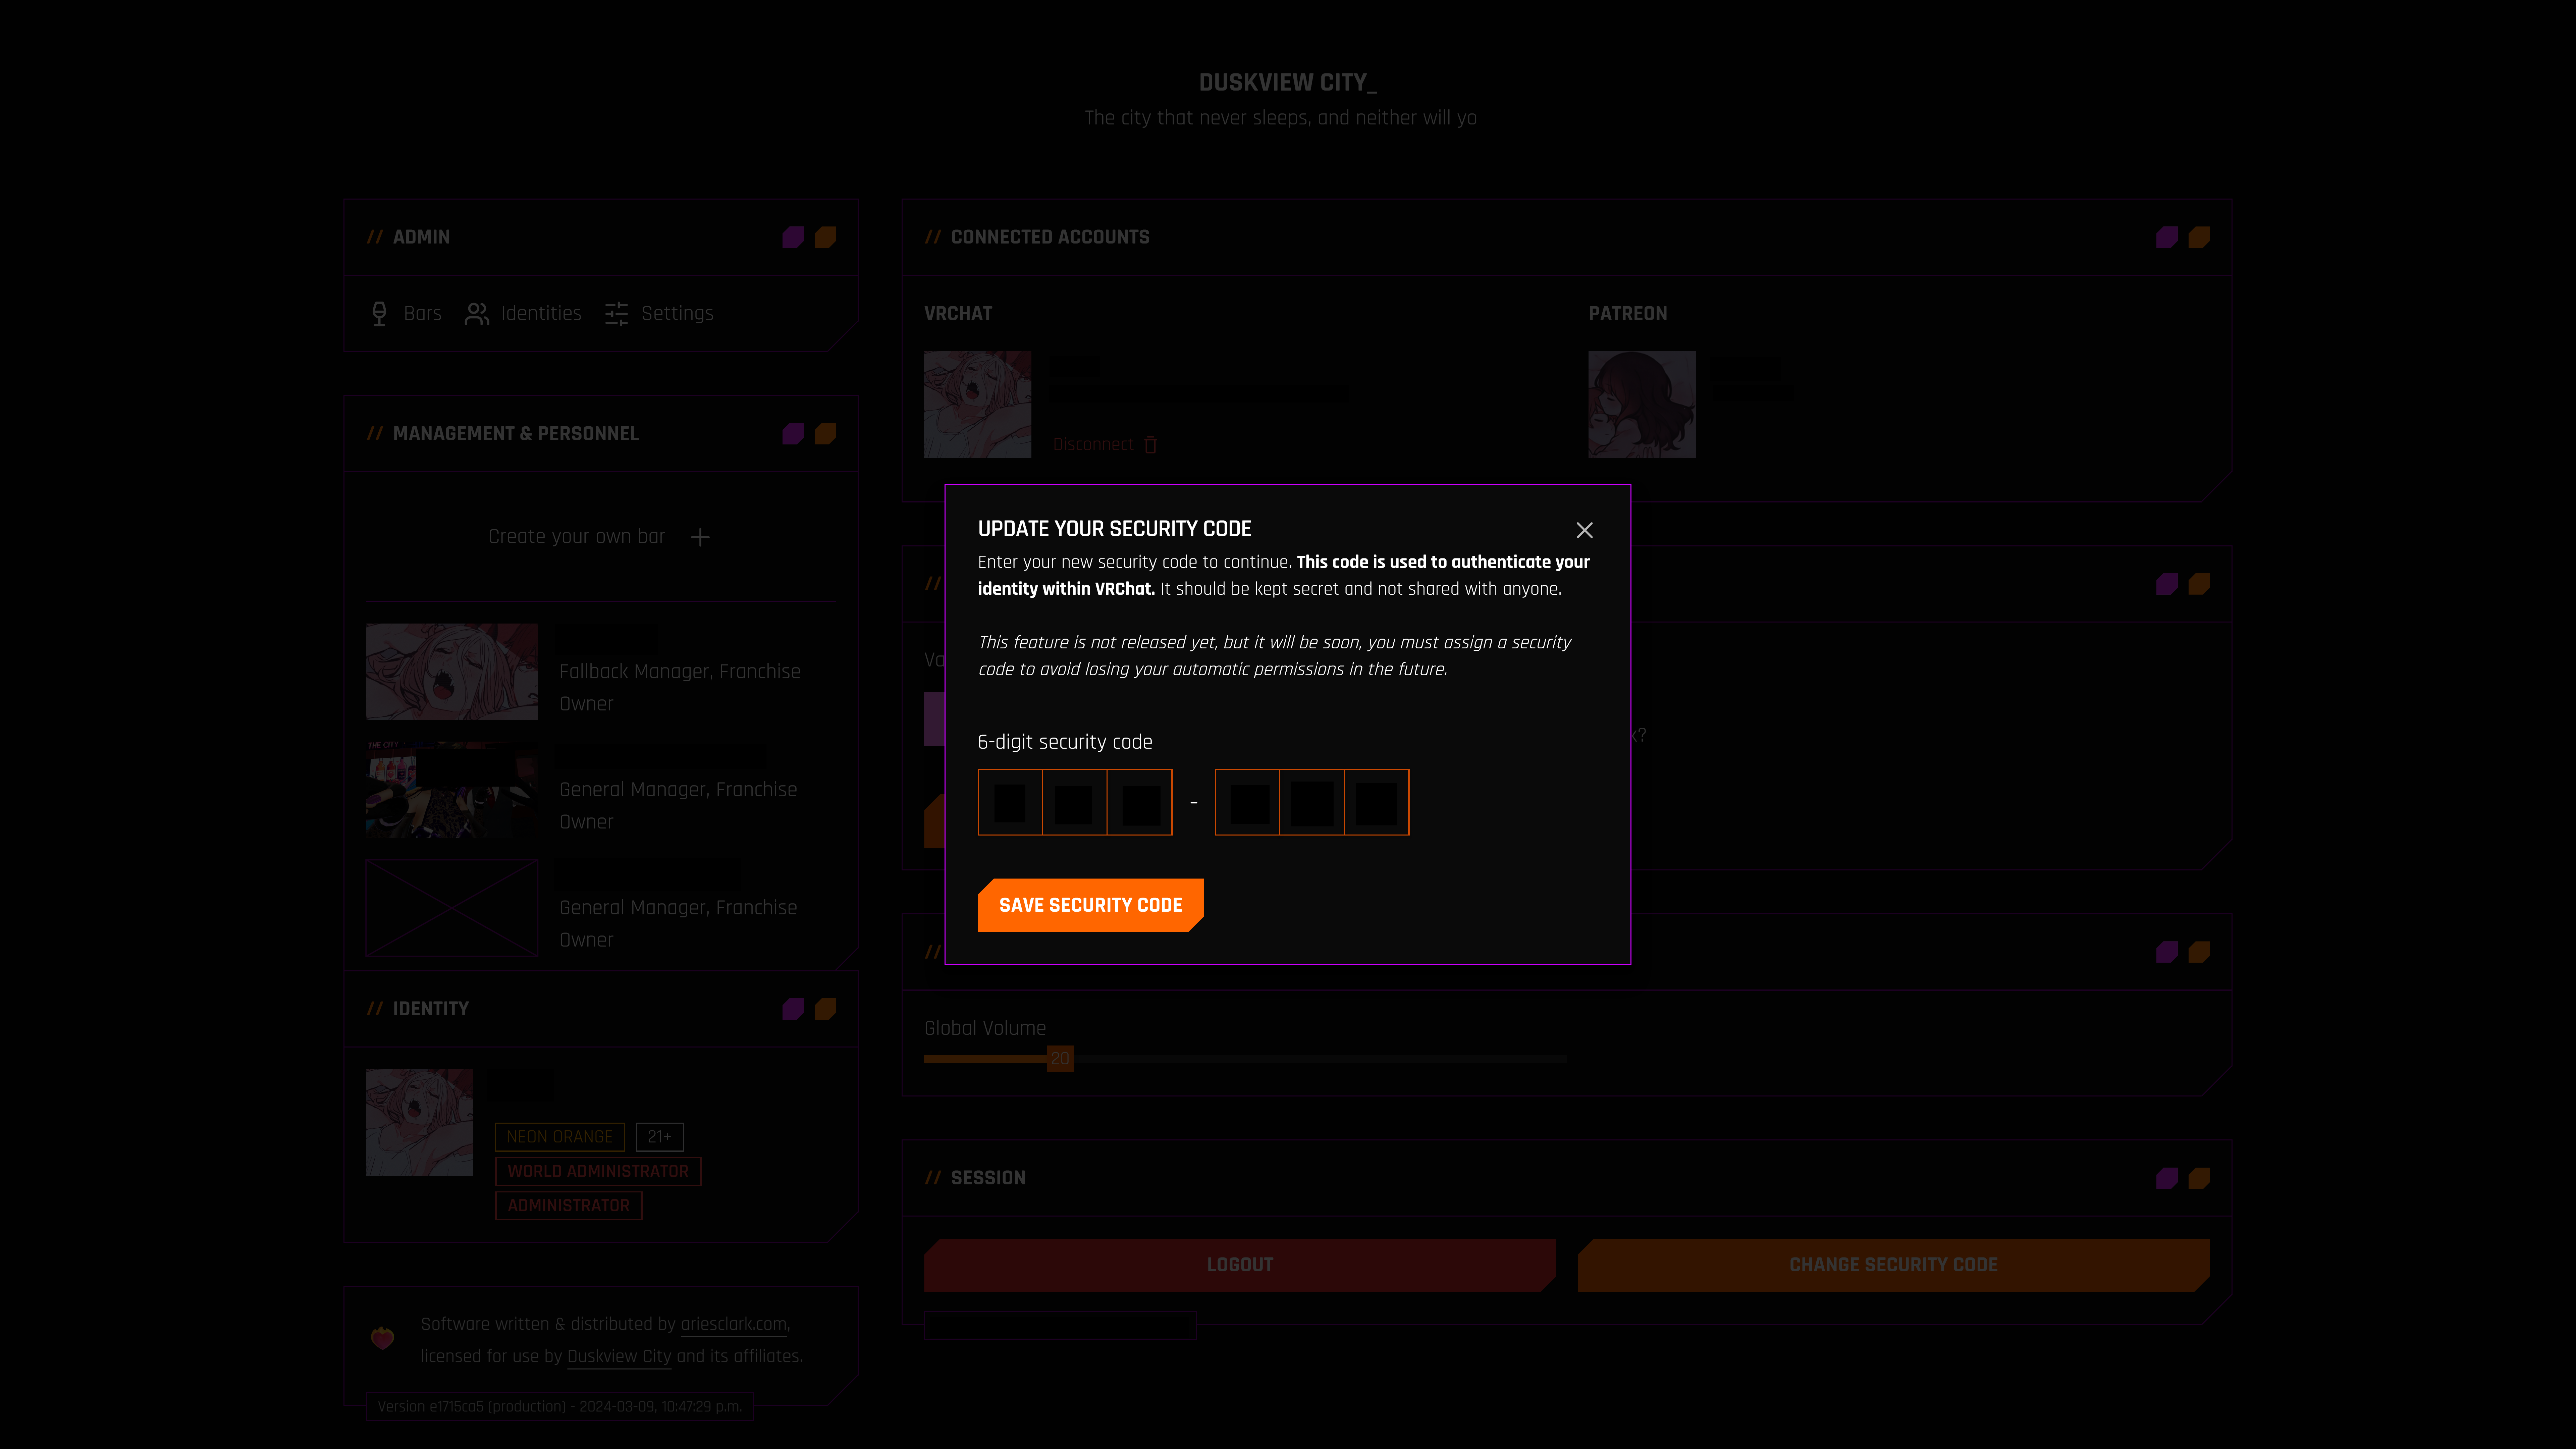 DUSKVIEW CITY_
The city that never sleeps, and neither will yo
// ADMIN
Bars Identities Settings
// MANAGEMENT & PERSONNEL
Create your own bar
Fallback Manager, Franchise
Owner
THE CITY
General Manager, Franchise
Owner
General Manager, Franchise
Owner
// IDENTITY
NEON ORANGE 21+
WORLD ADMINISTRATOR
ADMINISTRATOR
Software written & distributed by ariesclark.com,
licensed for use by Duskview City and its affiliates.
Version e1715ca5 (production) - 2024-03-09, 10:47:29 p.m.
// CONNECTED ACCOUNTS
VRCHAT
Disconnect
PATREON
UPDATE YOUR SECURITY CODE
Enter your new security code to continue. This code is used to authenticate your
identity within VRChat. It should be kept secret and not shared with anyone.
This feature is not released yet, but it will be soon, you must assign a security
code to avoid losing your automatic permissions in the future.
6-digit security code
-
SAVE SECURITY CODE
//
//
Global Volume
20
// SESSION
LOGOUT
CHANGE SECURITY CODE